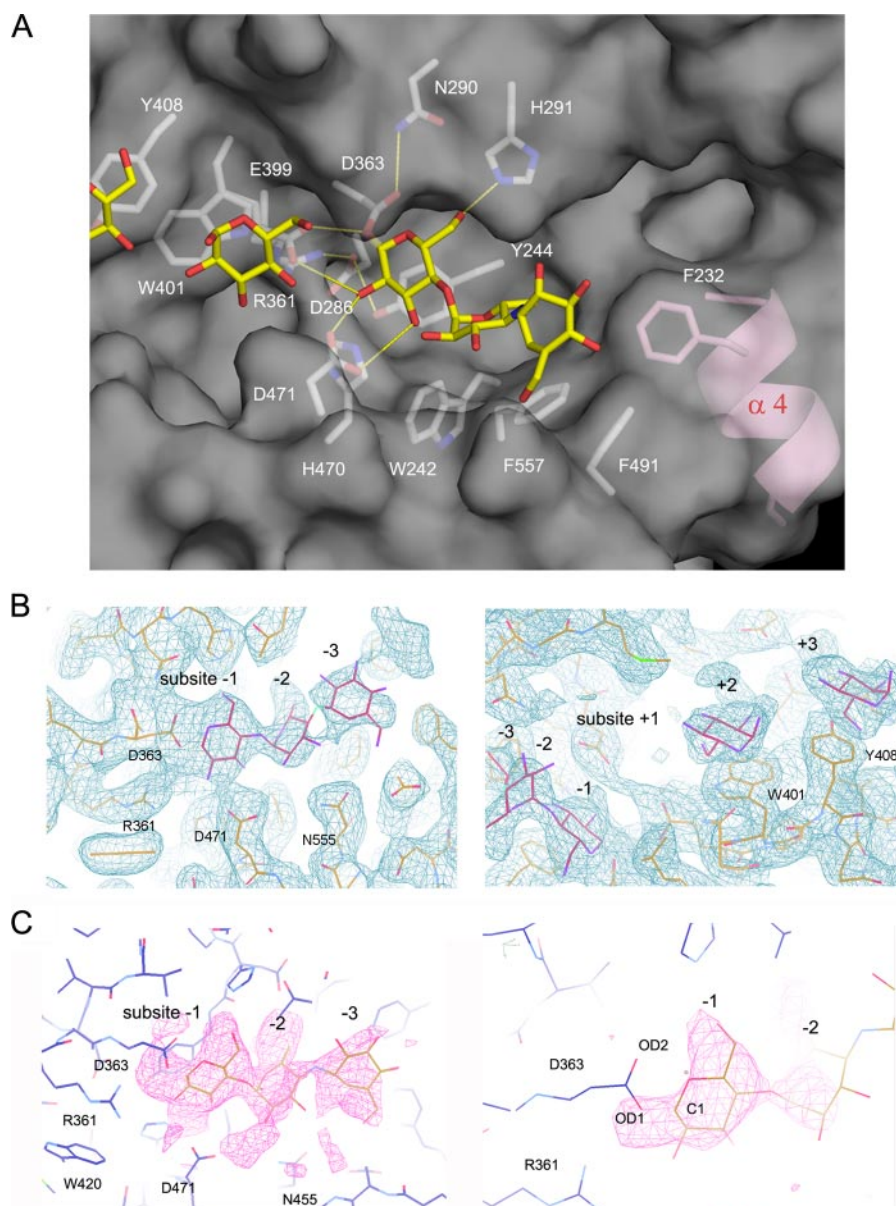 A
N290
Y408
H291
D363
E399
Y244
F232
W401
R361
D286
D471
α 4
H470
W242
F557
F491
B
-3
+3
subsite -1
-2
+2
subsite +1
-3
-2
D363
Y408
-1
W401
R361
D471
N555
C
subsite -1
-2
-3
-1
-2
D363
OD2
D363
C1
OD1
R361
R361
W420
D471
N455